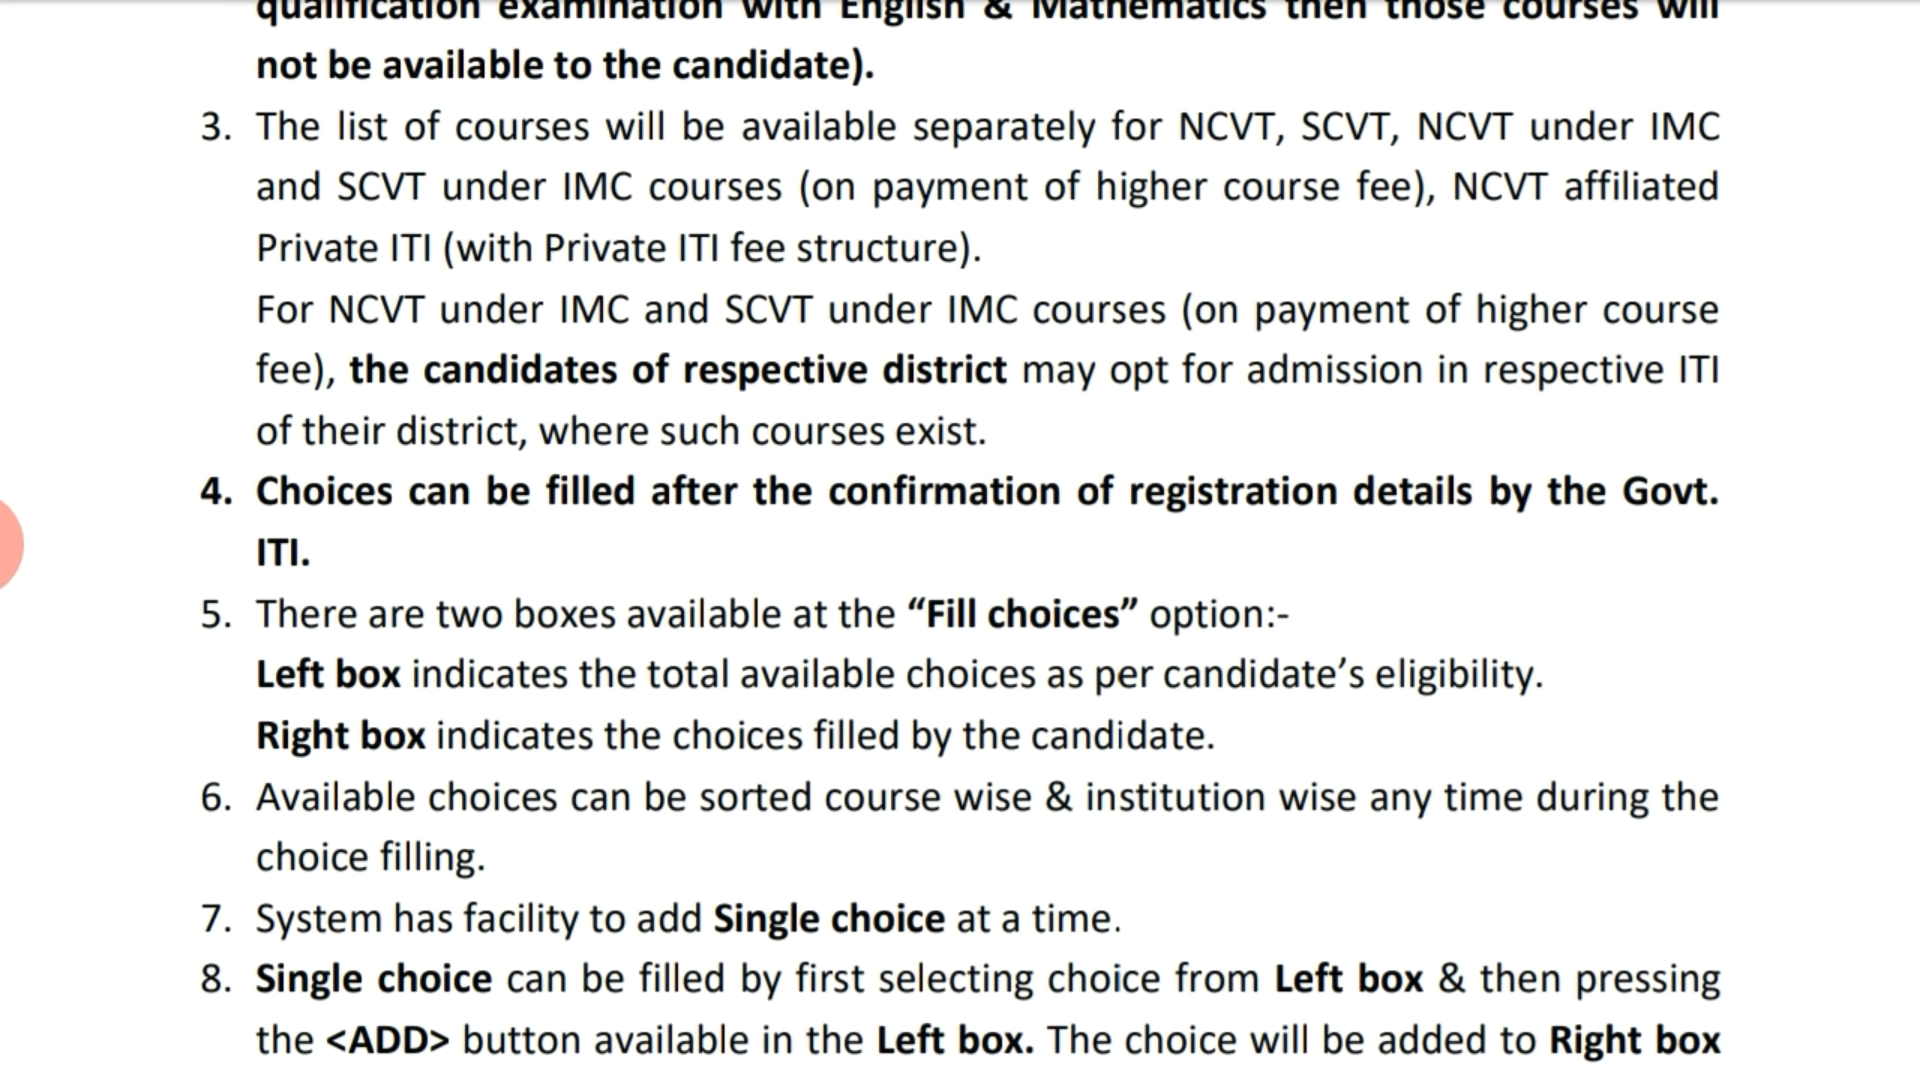 qualification examination with English & Mathematics then those courses will
not be available to the candidate).
3. The list of courses will be available separately for NCVT, SCVT, NCVT under IMC
and SCVT under IMC courses (on payment of higher course fee), NCVT affiliated
Private ITI (with Private ITI fee structure).
For NCVT under IMC and SCVT under IMC courses (on payment of higher course
fee), the candidates of respective district may opt for admission in respective ITI
of their district, where such courses exist.
4. Choices can be filled after the confirmation of registration details by the Govt.
ITI.
5. There are two boxes available at the “Fill choices” option:-
Left box indicates the total available choices as per candidate’s eligibility.
Right box indicates the choices filled by the candidate.
6. Available choices can be sorted course wise & institution wise any time during the
choice filling.
7. System has facility to add Single choice at a time.
8. Single choice can be filled by first selecting choice from Left box & then pressing
the <ADD> button available in the Left box. The choice will be added to Right box